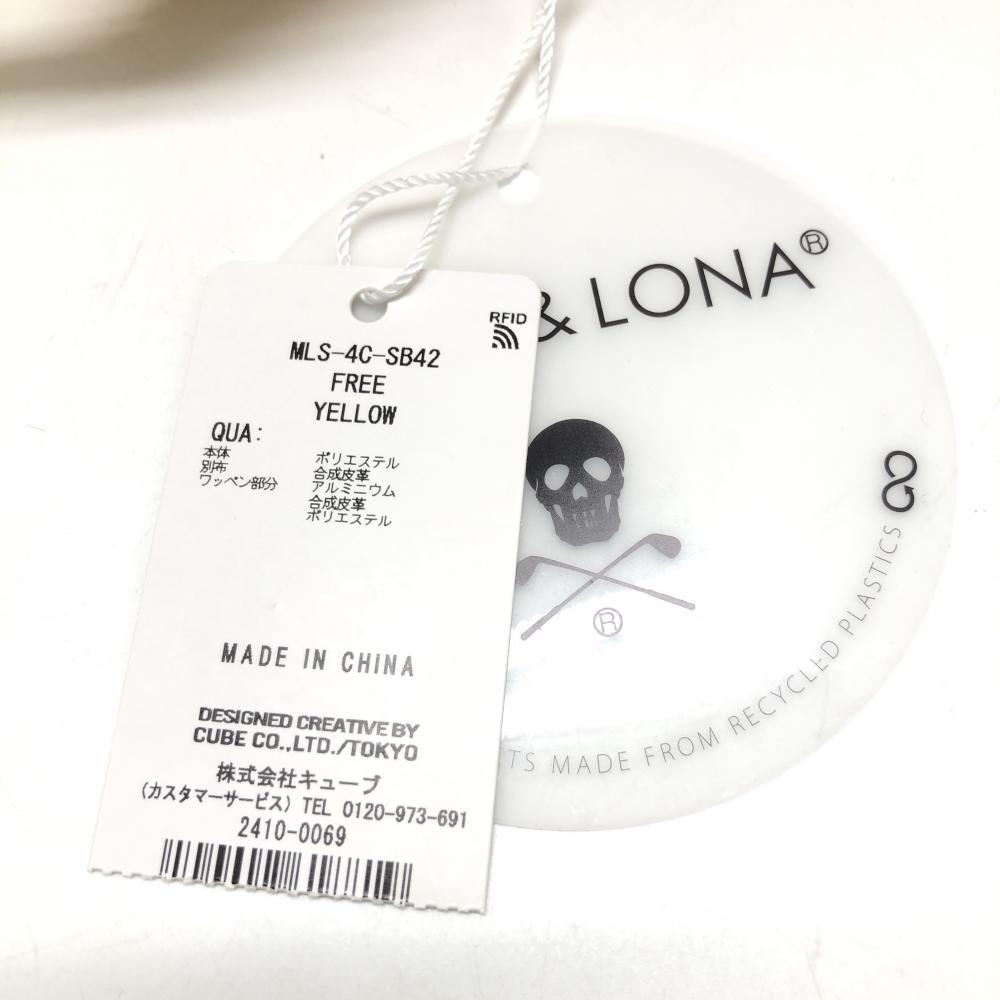 RFID
MLS-4C-SB42
FREE
YELLOW
QUA:
本体 ポリエステル
別布 合成皮革
ワッペン部分 アルミニウム
合成皮革
ポリエステル
MADE IN CHINA
DESIGNED CREATIVE BY
CUBE CO.,LTD./TOKYO
株式会社キューブ
(カスタマーサービス) TEL 0120-973-691
2410-0069
& LONA®
®
TS MADE FROM RECYCLED PLASTICS